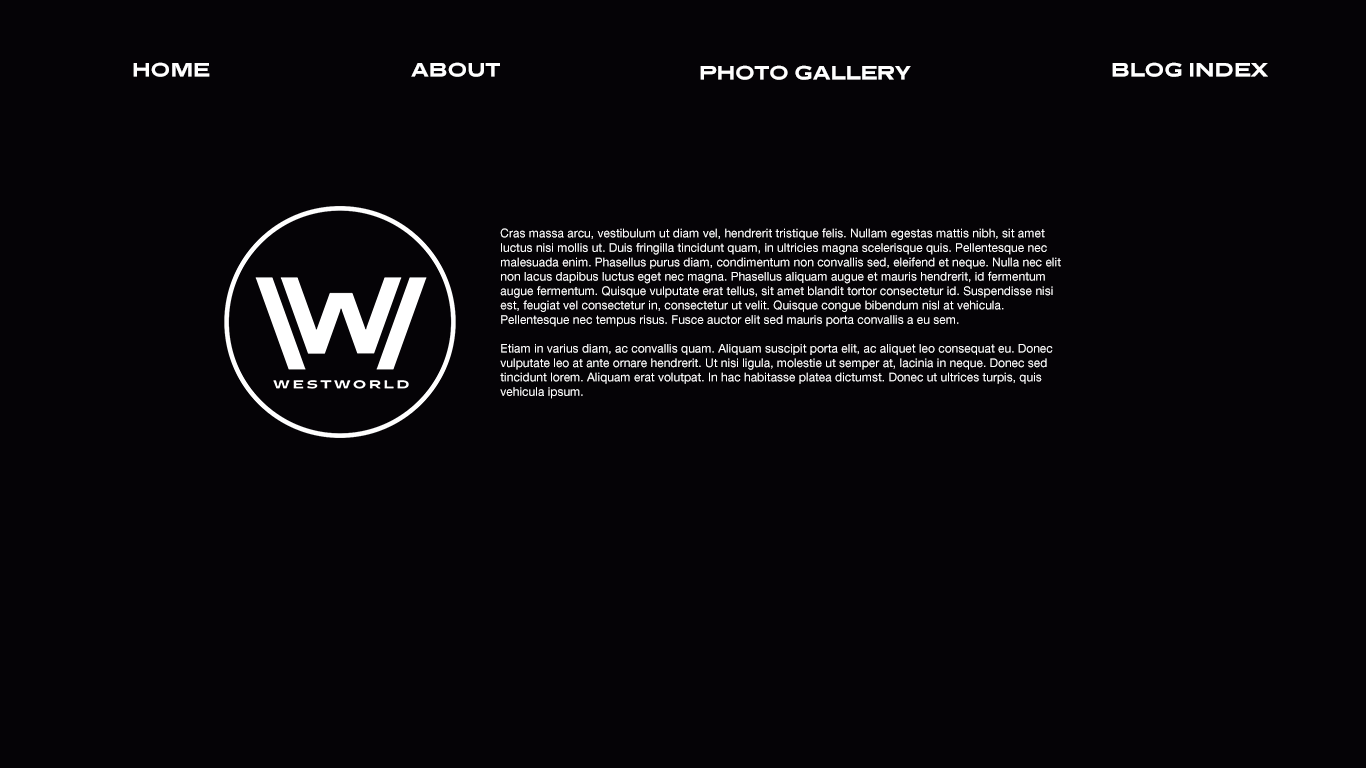 HOME ABOUT PHOTO GALLERY BLOG INDEX
Cras massa arcu, vestibulum ut diam vel, hendrerit tristique felis. Nullam egestas mattis nibh, sit amet
luctus nisi mollis ut. Duis fringilla tincidunt quam, in ultricies magna scelerisque quis. Pellentesque nec
malesuada enim. Phasellus purus diam, condimentum non convallis sed, eleifend et neque. Nulla nec elit
non lacus dapibus luctus eget nec magna. Phasellus aliquam augue et mauris hendrerit, id fermentum
augue fermentum. Quisque vulputate erat tellus, sit amet blandit tortor consectetur id. Suspendisse nisi
est, feugiat vel consectetur in, consectetur ut velit. Quisque congue bibendum nisl at vehicula.
Pellentesque nec tempus risus. Fusce auctor elit sed mauris porta convallis a eu sem.
Etiam in varius diam, ac convallis quam. Aliquam suscipit porta elit, ac aliquet leo consequat eu. Donec
vulputate leo at ante ornare hendrerit. Ut nisi ligula, molestie ut semper at, lacinia in neque. Donec sed
tincidunt lorem. Aliquam erat volutpat. In hac habitasse platea dictumst. Donec ut ultrices turpis, quis
vehicula ipsum.
W
WESTWORLD